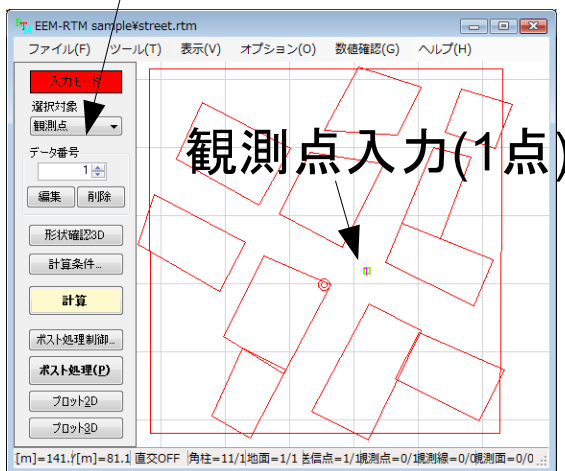 EEM-RTM sample¥street.rtm
ファイル(F) ツール(T) 表示(V) オプション(O) 数値確認(G) ヘルプ(H)
入力モード
選択対象
観測点
データ番号
1
編集 削除
形状確認3D
計算条件...
計算
ポスト処理制御...
ポスト処理(P)
プロット2D
プロット3D
観測点入力(1点)
[m]=141. Y[m]=81.1 直交OFF 角柱=11/1 地面=1/1 送信点=1/1 観測点=0/1 観測線=0/0 観測面=0/0